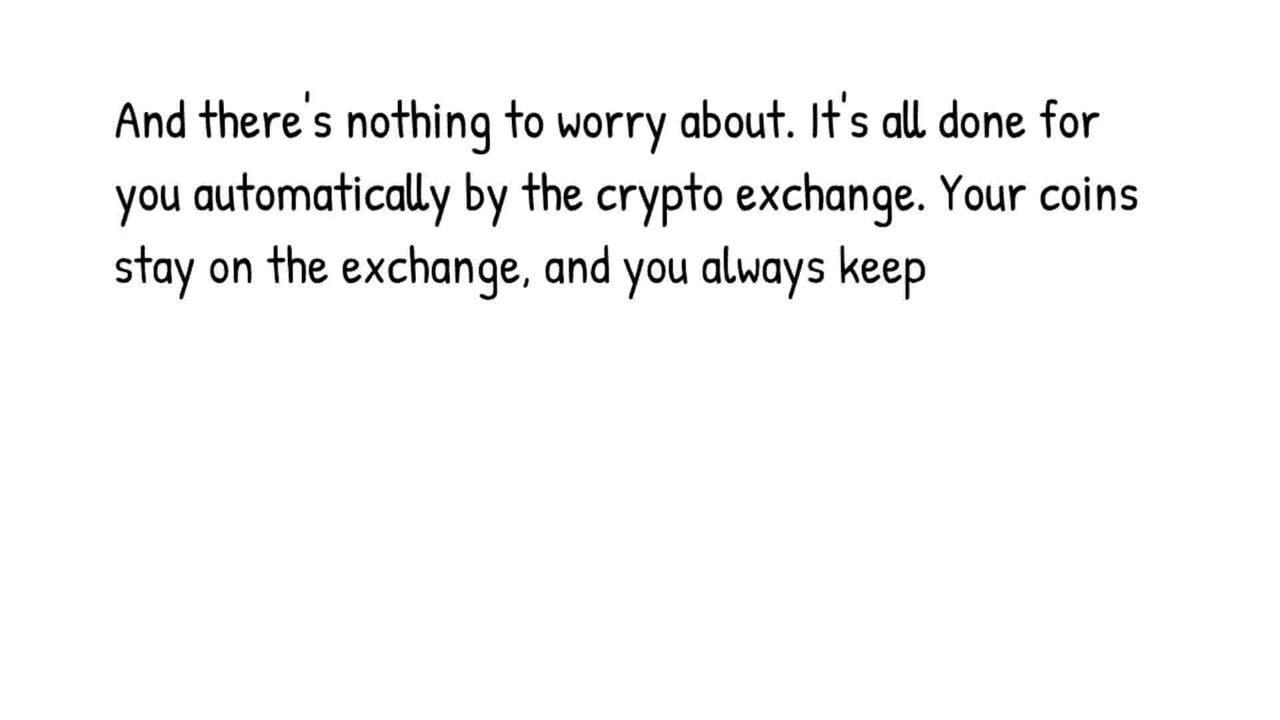 And there's nothing to worry about. It's all done for
you automatically by the crypto exchange. Your coins
stay on the exchange, and you always keep